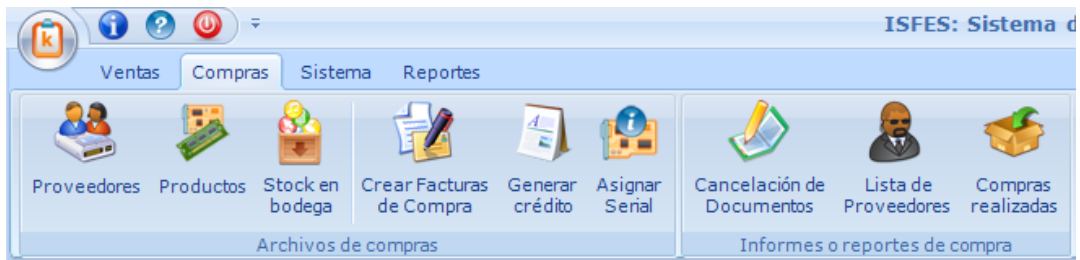 ISFES: Sistema d
Ventas Compras Sistema Reportes
Proveedores Productos Stock en bodega Crear Facturas de Compra Generar crédito Asignar Serial Cancelación de Documentos Lista de Proveedores Compras realizadas
Archivos de compras Informes o reportes de compra